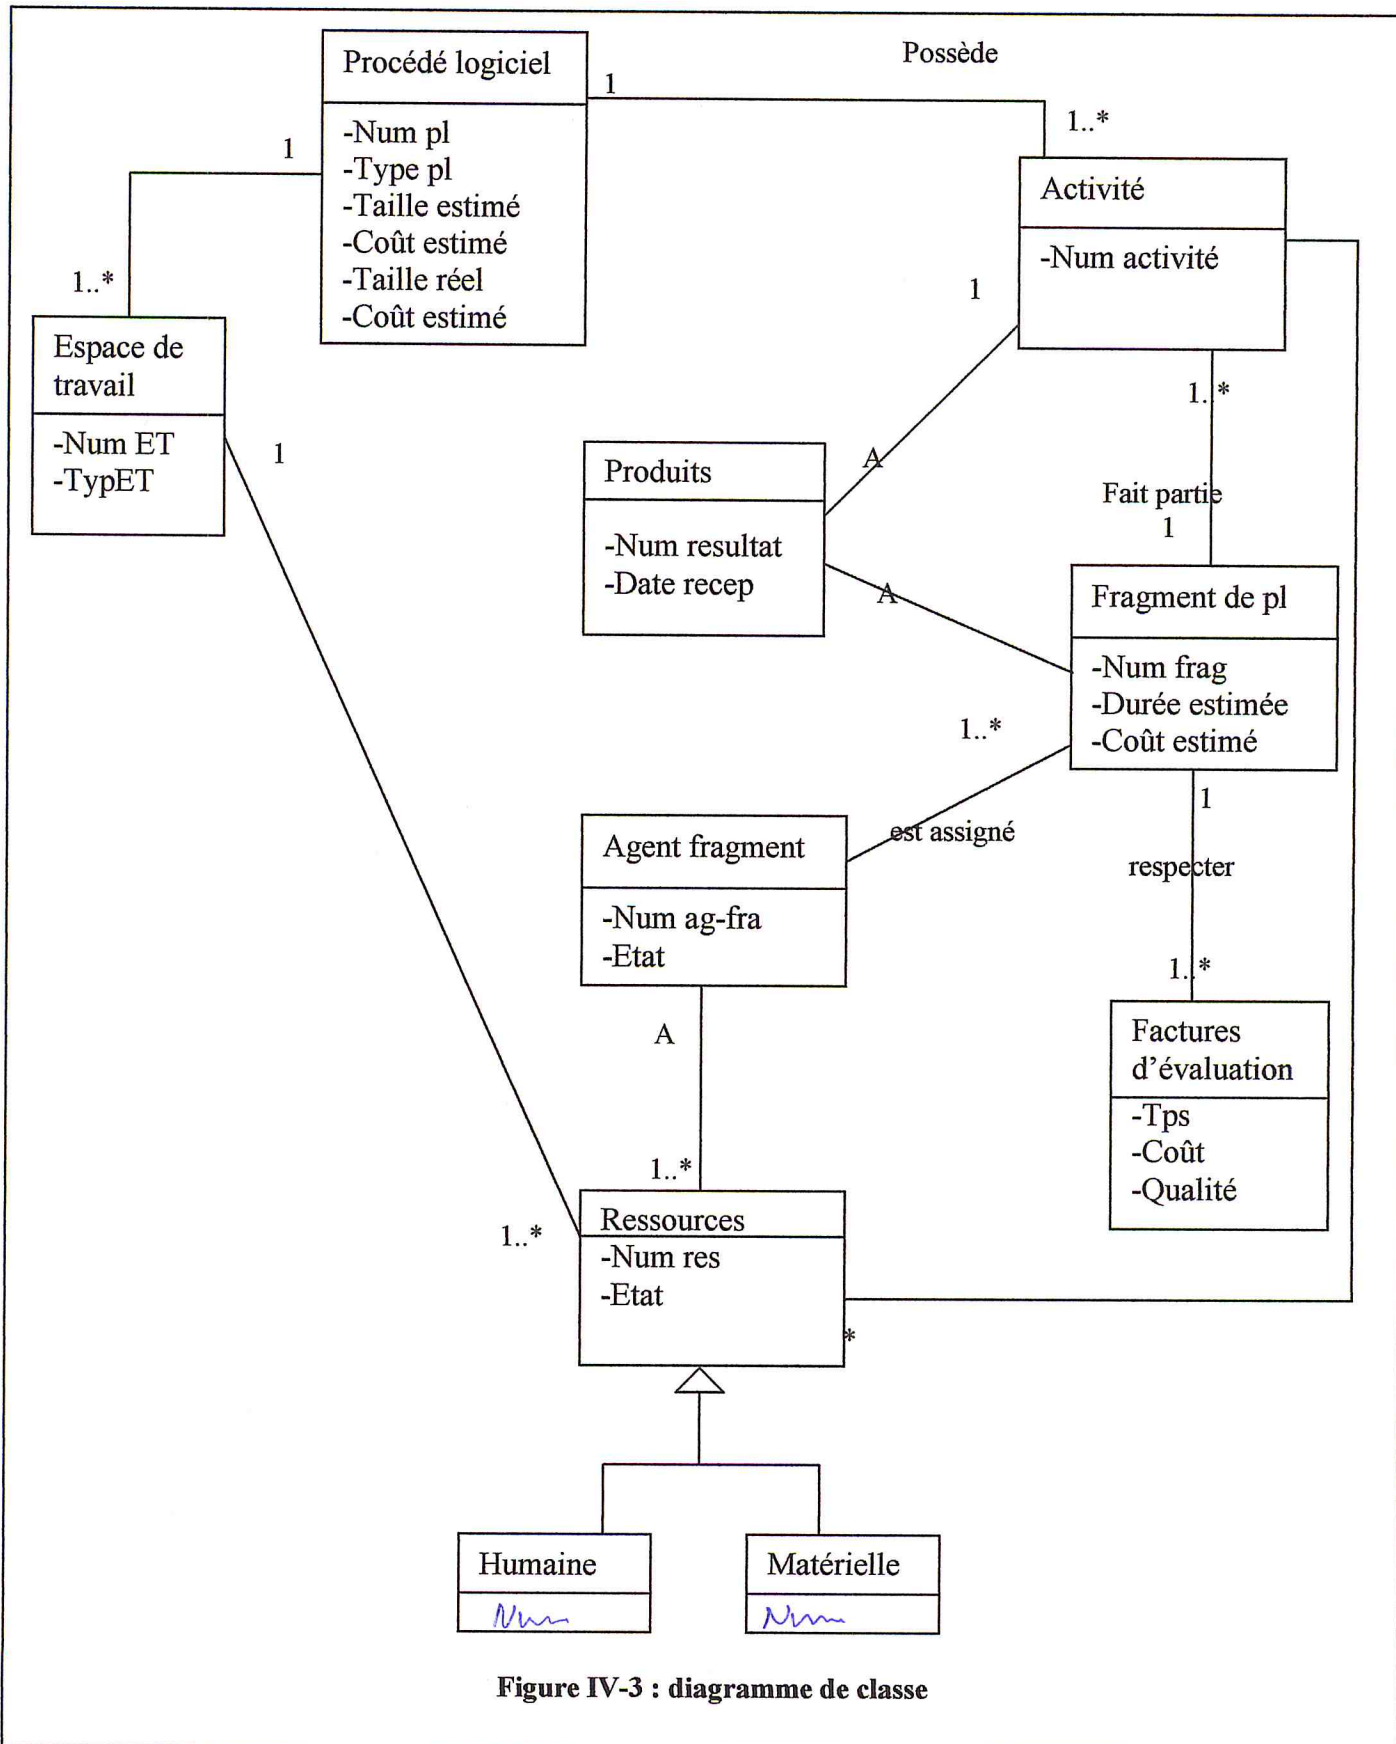 Possède
Procédé logiciel
1
1..*
-Num pl
-Type pl
-Taille estimé
-Coût estimé
-Taille réel
-Coût estimé
1
1..*
Activité
-Num activité
1
1..*
Espace de
travail
-Num ET
-TypET
1
Produits
-Num resultat
-Date recep
A
A
Fait partie
1
Fragment de pl
-Num frag
-Durée estimée
-Coût estimé
1..*
1
est assigné
respecter
1..*
Agent fragment
-Num ag-fra
-Etat
A
1..*
Factures
d'évaluation
-Tps
-Coût
-Qualité
1..*
Ressources
-Num res
-Etat
*
Humaine
Num
Matérielle
Num
Figure IV-3 : diagramme de classe